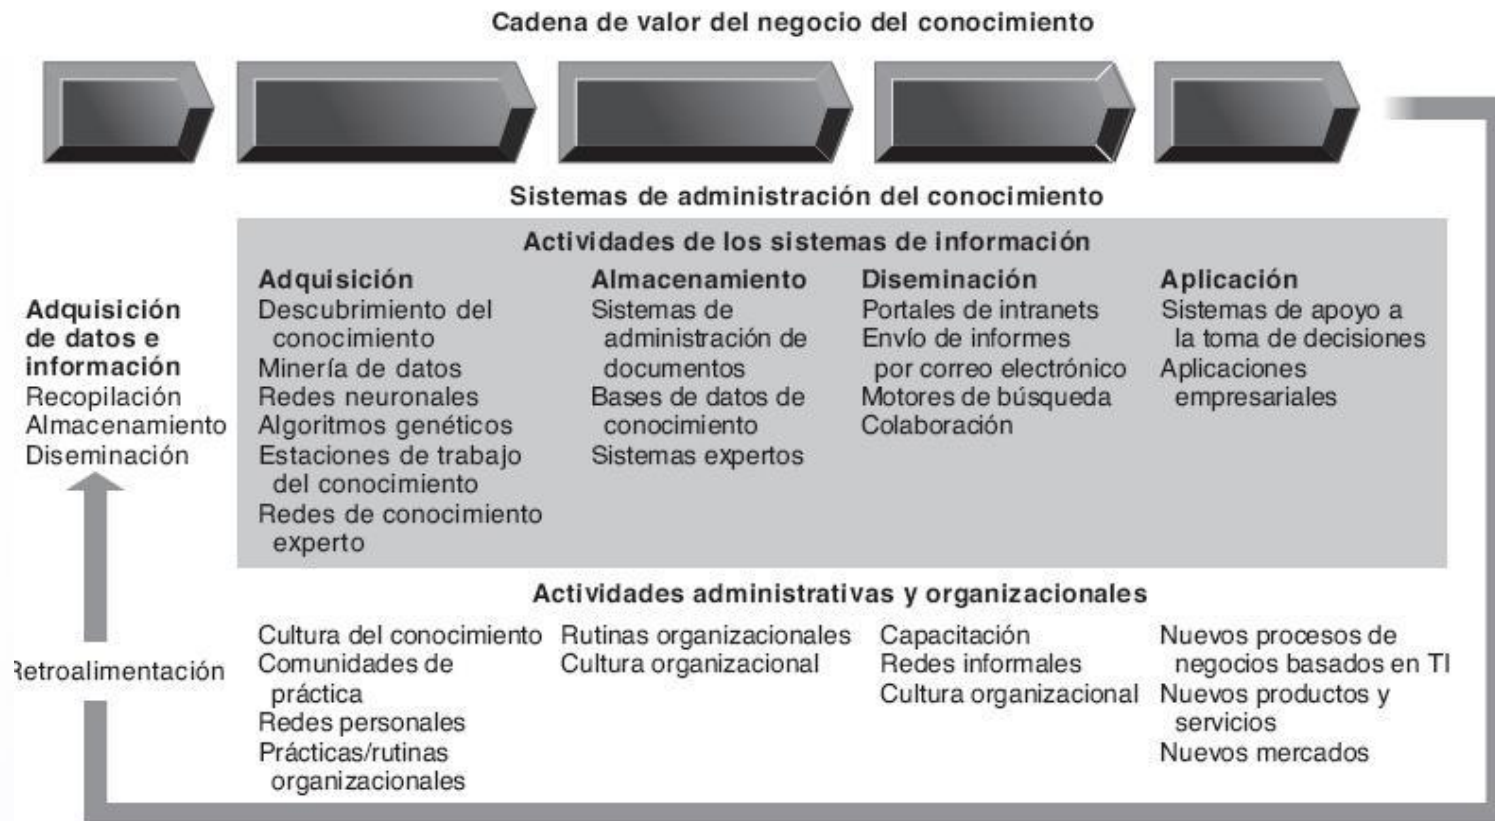 Cadena de valor del negocio del conocimiento
Sistemas de administración del conocimiento
Actividades de los sistemas de información
Adquisición
de datos e
información
Recopilación
Almacenamiento
Diseminación
Adquisición
Descubrimiento del
conocimiento
Minería de datos
Redes neuronales
Algoritmos genéticos
Estaciones de trabajo
del conocimiento
Redes de conocimiento
experto
Almacenamiento
Sistemas de
administración de
documentos
Bases de datos de
conocimiento
Sistemas expertos
Diseminación
Portales de intranets
Envío de informes
por correo electrónico
Motores de búsqueda
Colaboración
Aplicación
Sistemas de apoyo a
la toma de decisiones
Aplicaciones
empresariales
Actividades administrativas y organizacionales
Retroalimentación
Cultura del conocimiento
Comunidades de
práctica
Redes personales
Prácticas/rutinas
organizacionales
Rutinas organizacionales
Cultura organizacional
Capacitación
Redes informales
Cultura organizacional
Nuevos procesos de
negocios basados en TI
Nuevos productos y
servicios
Nuevos mercados